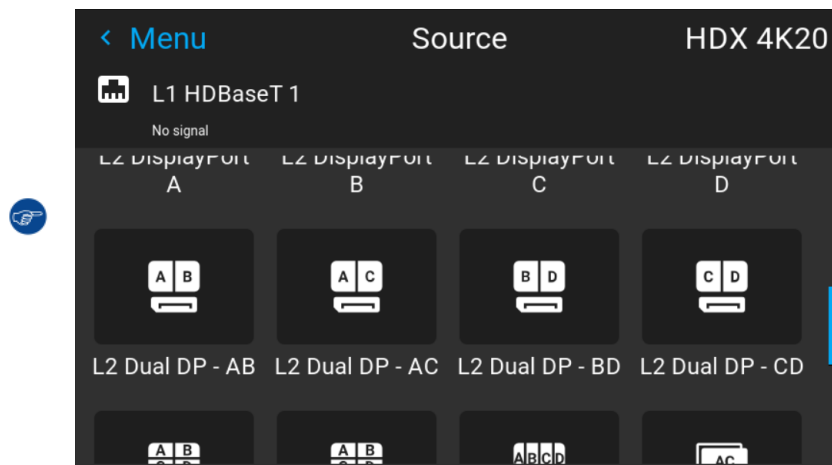 Menu Source HDX 4K20
L1 HDBaseT 1
No signal
L2 DisplayPort L2 DisplayPort L2 DisplayPort L2 DisplayPort
A B C D
A B A C B D C D
L2 Dual DP - AB L2 Dual DP - AC L2 Dual DP - BD L2 Dual DP - CD
A B A B ABCD AC
C D C D